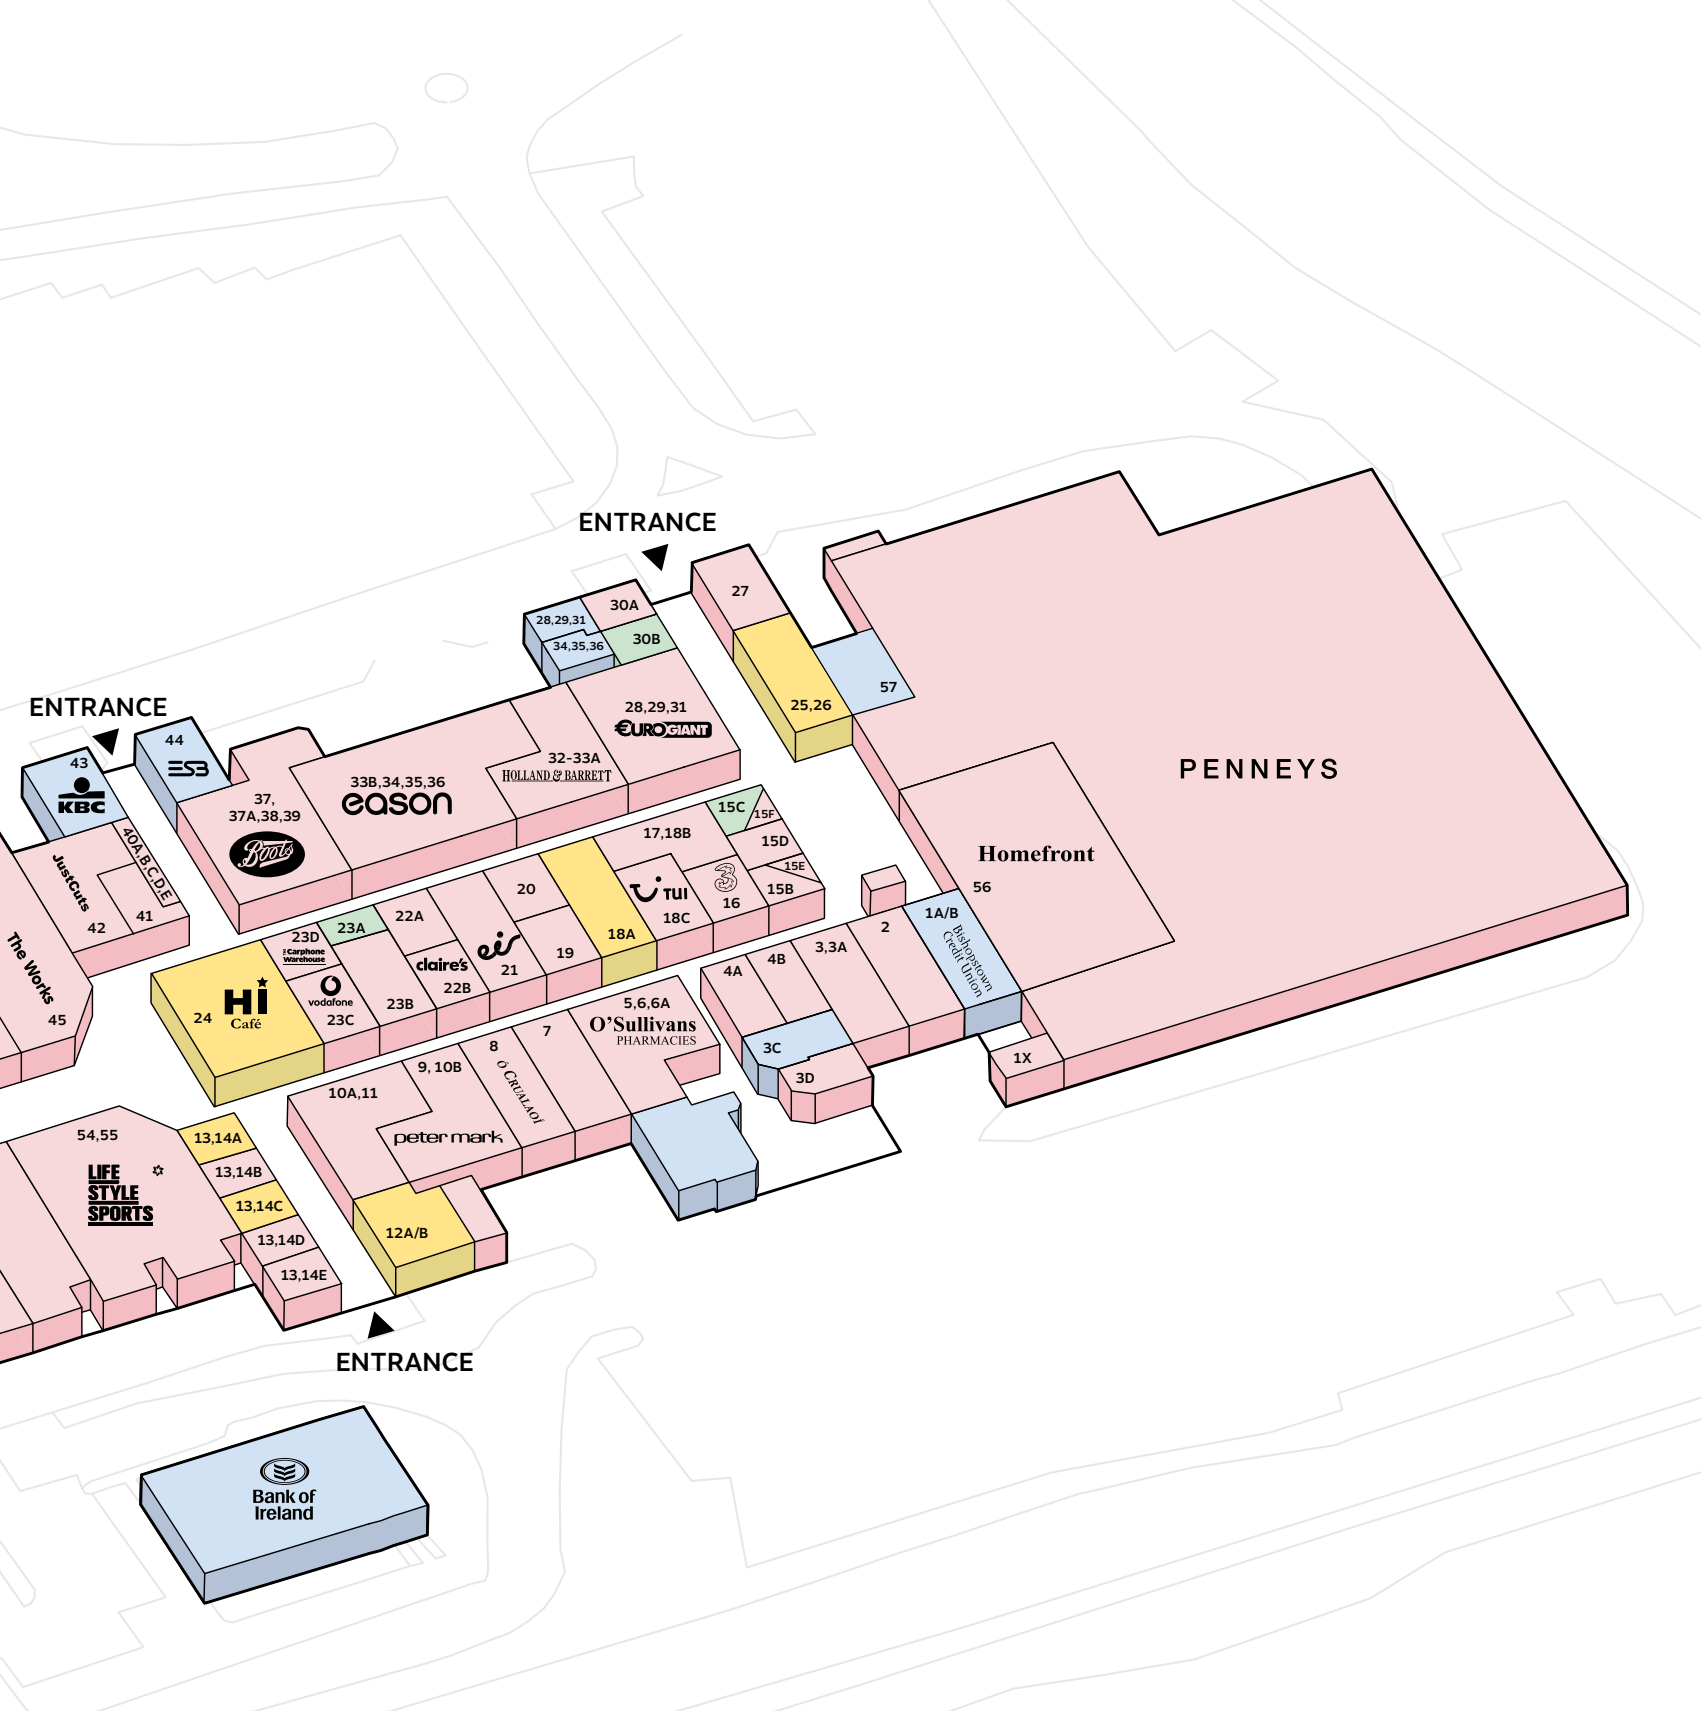 ENTRANCE
27
30A
28,29,31
30B
34,35,36
57
25,26
28,29,31
EUROGIANT
ENTRANCE
44
ESB
43
KBC
32-33A
HOLLAND & BARRETT
33B,34,35,36
eason
37,
37A,38,39
Boots
PENNEYS
Homefront
56
15C
15F
17,18B
15D
15E
15B
TUI
18C
3
16
40A,B,C,D,E
JustCuts
41
42
20
18A
19
22A
eir
21
23A
claire's
22B
23D
Carphone
Warehouse
vodafone
23C
23B
HI
Café
24
The Works
45
1A/B
Bishopstown
Credit Union
2
3,3A
4B
4A
3C
3D
1X
5,6,6A
O'Sullivans
PHARMACIES
7
8
Ó CRUALAOÍ
9, 10B
10A,11
peter mark
12A/B
54,55
LIFE
STYLE
SPORTS
13,14A
13,14B
13,14C
13,14D
13,14E
ENTRANCE
Bank of
Ireland